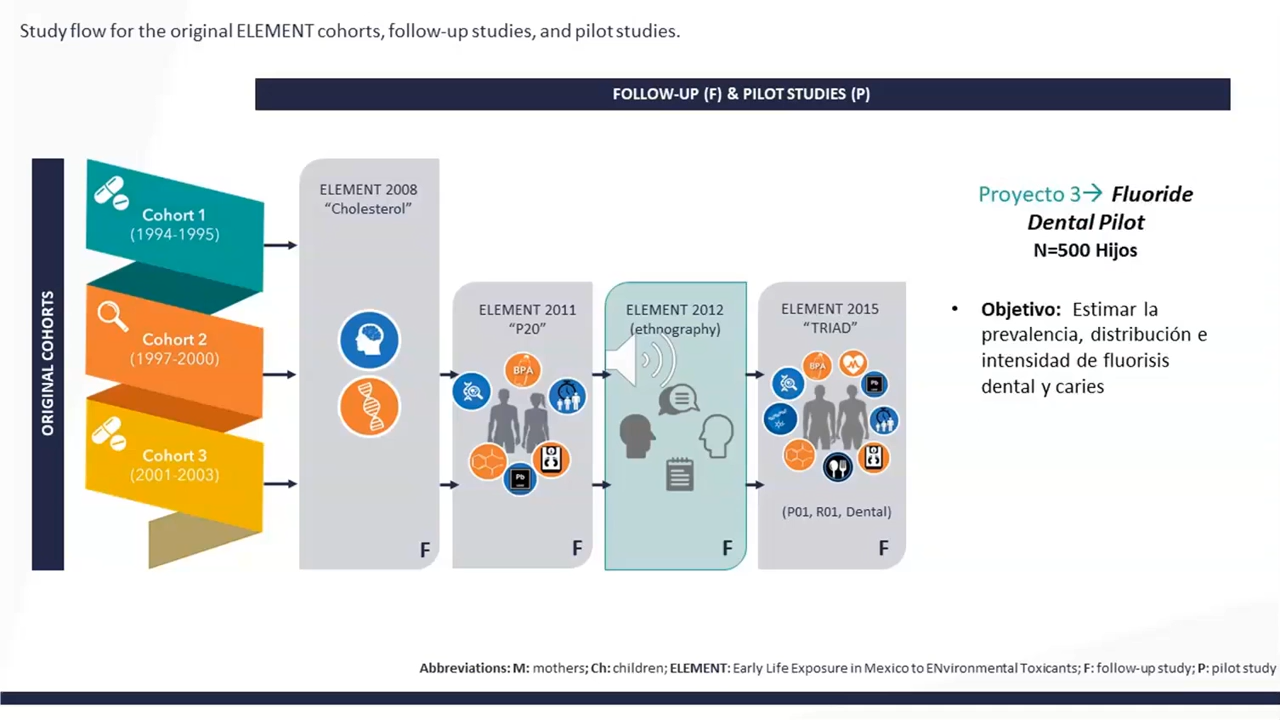 Study flow for the original ELEMENT cohorts, follow-up studies, and pilot studies.
FOLLOW-UP (F) & PILOT STUDIES (P)
ORIGINAL COHORTS
Cohort 1
(1994-1995)
Cohort 2
(1997-2000)
Cohort 3
(2001-2003)
ELEMENT 2008
“Cholesterol”
F
ELEMENT 2011
“P20”
BPA
Pb
F
ELEMENT 2012
(ethnography)
F
ELEMENT 2015
“TRIAD”
BPA
Pb
(P01, R01, Dental)
F
Proyecto 3→ Fluoride
Dental Pilot
N=500 Hijos
• Objetivo: Estimar la
prevalencia, distribución e
intensidad de fluorisis
dental y caries
Abbreviations: M: mothers; Ch: children; ELEMENT: Early Life Exposure in Mexico to ENvironmental Toxicants; F: follow-up study; P: pilot study